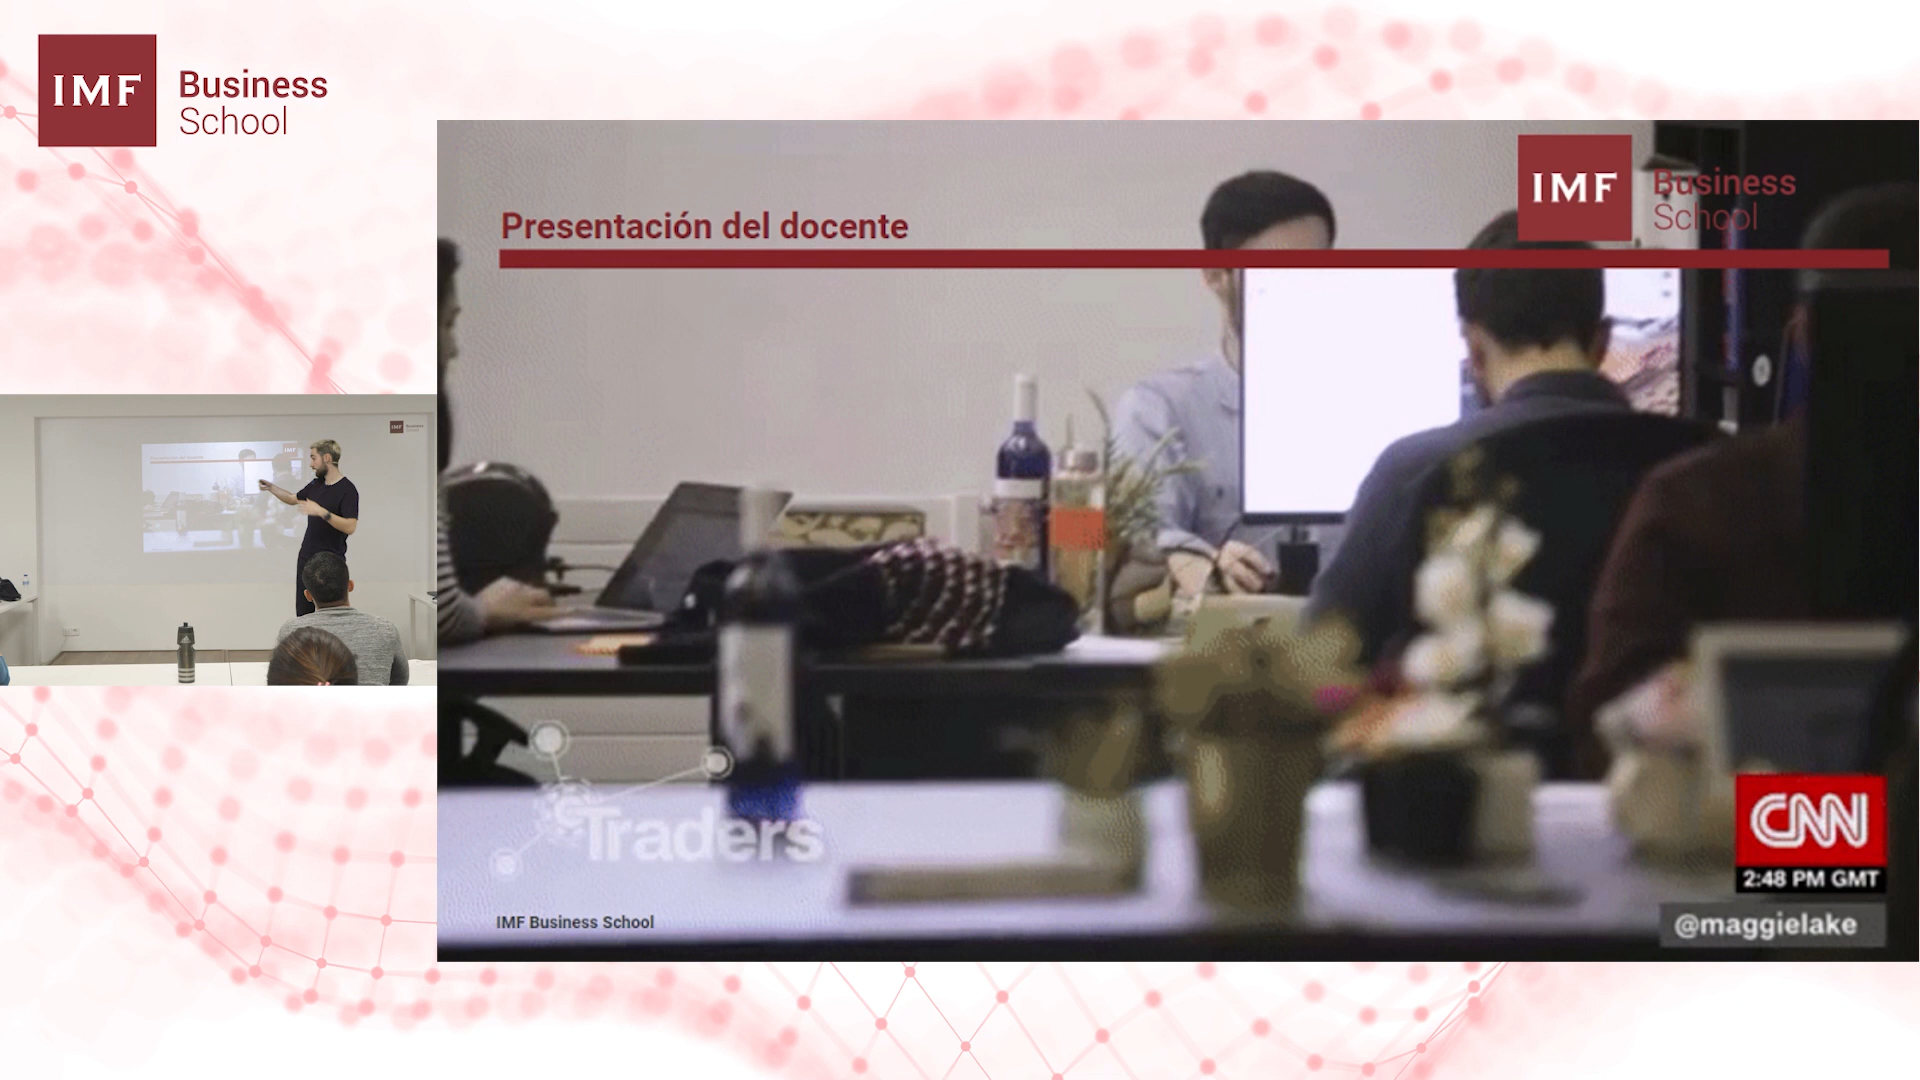 IMF
Business
School
Presentación del docente
IMF
Business
School
Traders
IMF Business School
CNN
2:48 PM GMT
@maggielake